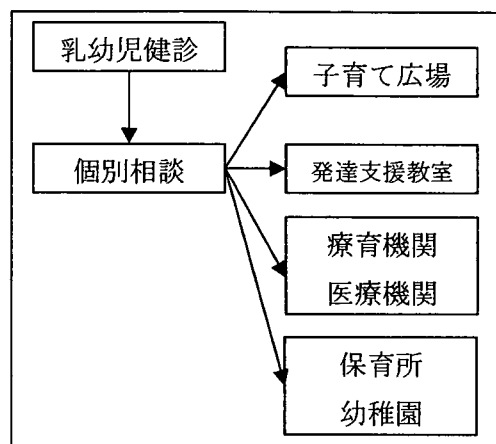 乳幼児健診
個別相談
子育て広場
発達支援教室
療育機関
医療機関
保育所
幼稚園